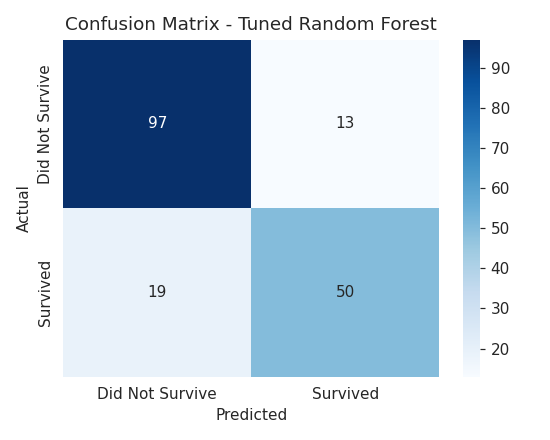 Confusion Matrix - Tuned Random Forest
Did Not Survive
Survived
Actual
97
13
19
50
Did Not Survive
Survived
Predicted
90
80
70
60
50
40
30
20